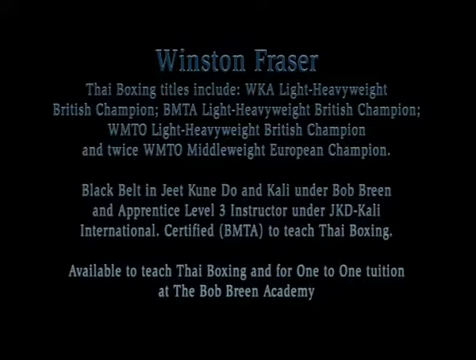 Winston Fraser
Thai Boxing titles include: WKA Light-Heavyweight
British Champion; BMTA Light-Heavyweight British Champion;
WMTO Light-Heavyweight British Champion
and twice WMTO Middleweight European Champion.
Black Belt in Jeet Kune Do and Kali under Bob Breen
and Apprentice Level 3 Instructor under JKD-Kali
International. Certified (BMTA) to teach Thai Boxing.
Available to teach Thai Boxing and for One to One tuition
at The Bob Breen Academy